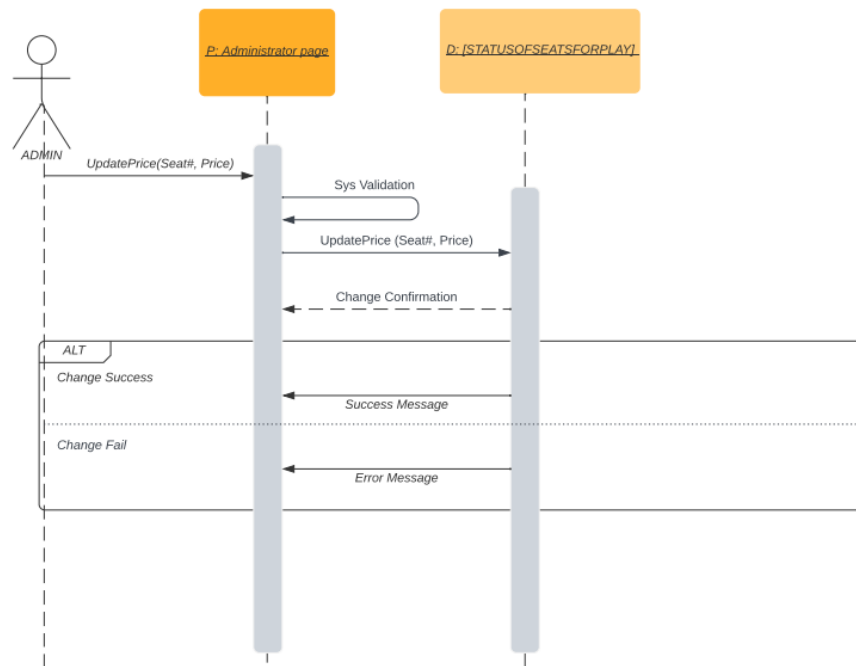 P: Administrator page
D: [STATUSOFSEATSFORPLAY]
ADMIN
UpdatePrice(Seat#, Price)
Sys Validation
UpdatePrice (Seat#, Price)
Change Confirmation
ALT
Change Success
Success Message
Change Fail
Error Message